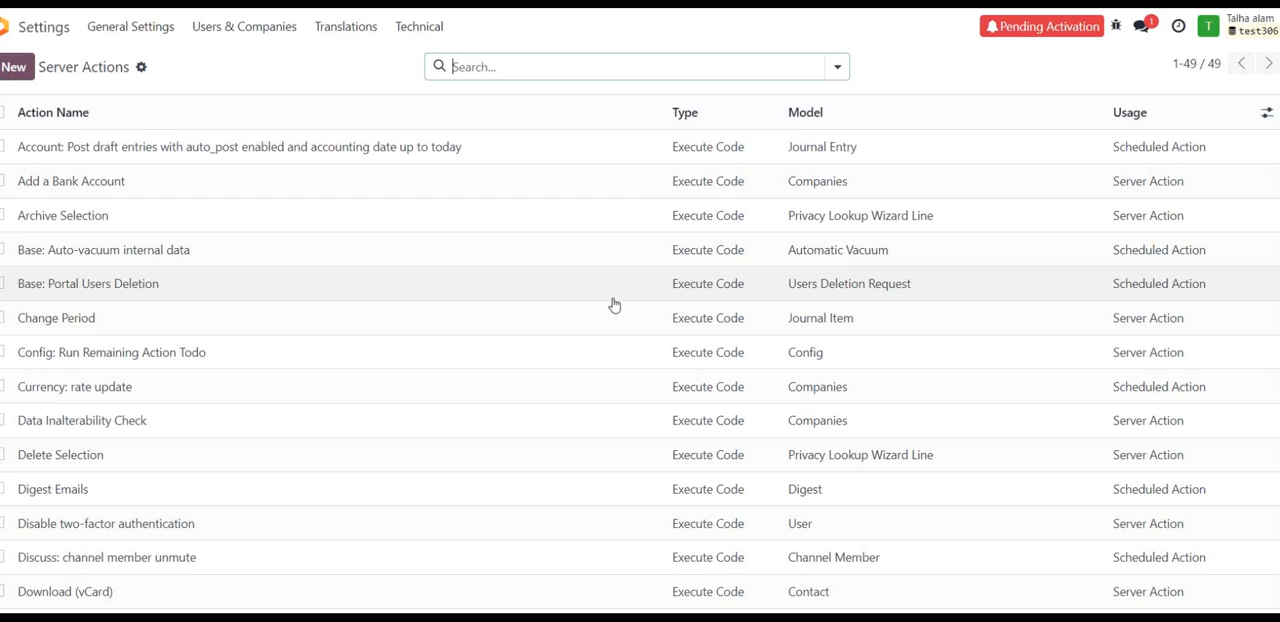 Settings General Settings Users & Companies Translations Technical Pending Activation 1 T Talha alam
test306
New Server Actions Search... 1-49 / 49
Action Name Type Model Usage
Account: Post draft entries with auto_post enabled and accounting date up to today Execute Code Journal Entry Scheduled Action
Add a Bank Account Execute Code Companies Server Action
Archive Selection Execute Code Privacy Lookup Wizard Line Server Action
Base: Auto-vacuum internal data Execute Code Automatic Vacuum Scheduled Action
Base: Portal Users Deletion Execute Code Users Deletion Request Scheduled Action
Change Period Execute Code Journal Item Server Action
Config: Run Remaining Action Todo Execute Code Config Server Action
Currency: rate update Execute Code Companies Scheduled Action
Data Inalterability Check Execute Code Companies Server Action
Delete Selection Execute Code Privacy Lookup Wizard Line Server Action
Digest Emails Execute Code Digest Scheduled Action
Disable two-factor authentication Execute Code User Server Action
Discuss: channel member unmute Execute Code Channel Member Scheduled Action
Download (vCard) Execute Code Contact Server Action